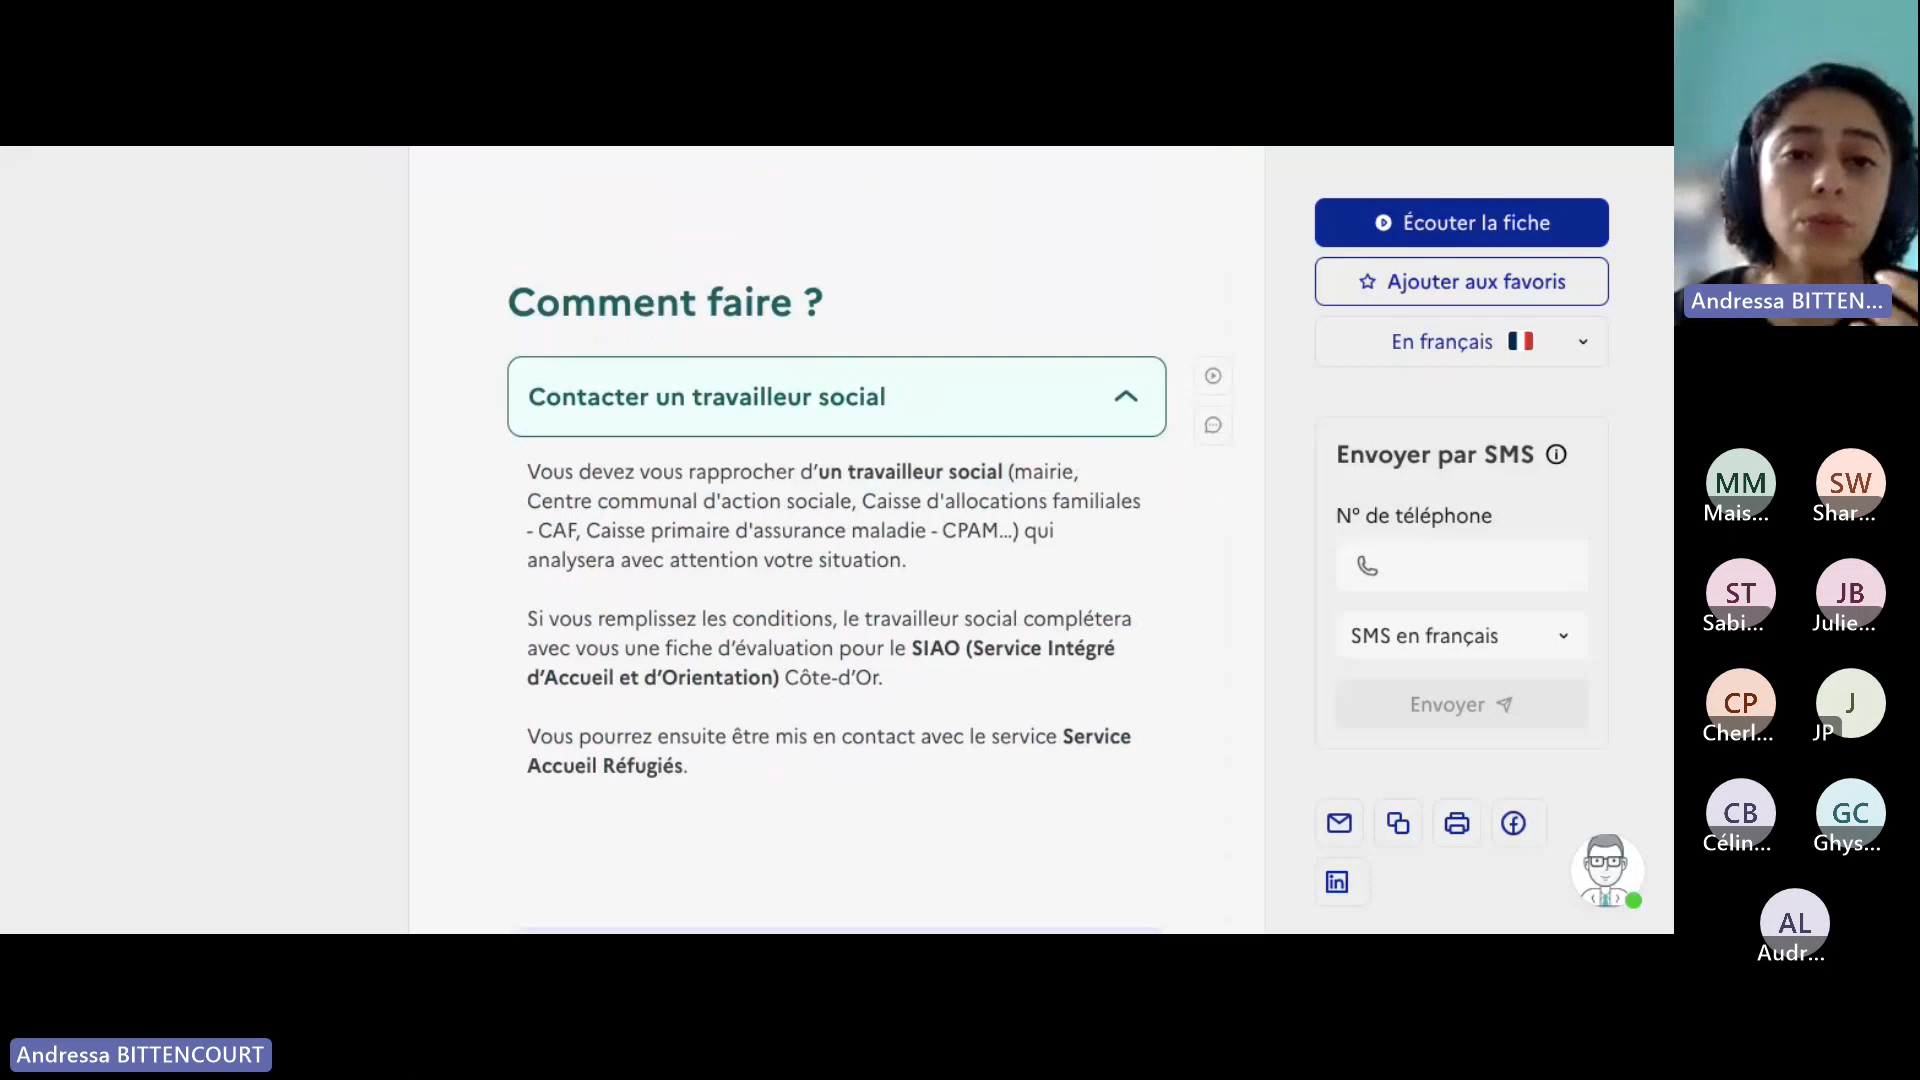 Comment faire ?
Contacter un travailleur social
Vous devez vous rapprocher d’un travailleur social (mairie,
Centre communal d'action sociale, Caisse d'allocations familiales
- CAF, Caisse primaire d'assurance maladie - CPAM...) qui
analysera avec attention votre situation.
Si vous remplissez les conditions, le travailleur social complétera
avec vous une fiche d’évaluation pour le SIAO (Service Intégré
d’Accueil et d’Orientation) Côte-d’Or.
Vous pourrez ensuite être mis en contact avec le service Service
Accueil Réfugiés.
Écouter la fiche
Ajouter aux favoris
En français
Envoyer par SMS
N° de téléphone
SMS en français
Envoyer
Andressa BITTEN...
MM
Mais...
SW
Shar...
ST
Sabi...
JB
Julie...
CP
Cherl...
J
JP
CB
Célin...
GC
Ghys...
AL
Audr...
Andressa BITTENCOURT